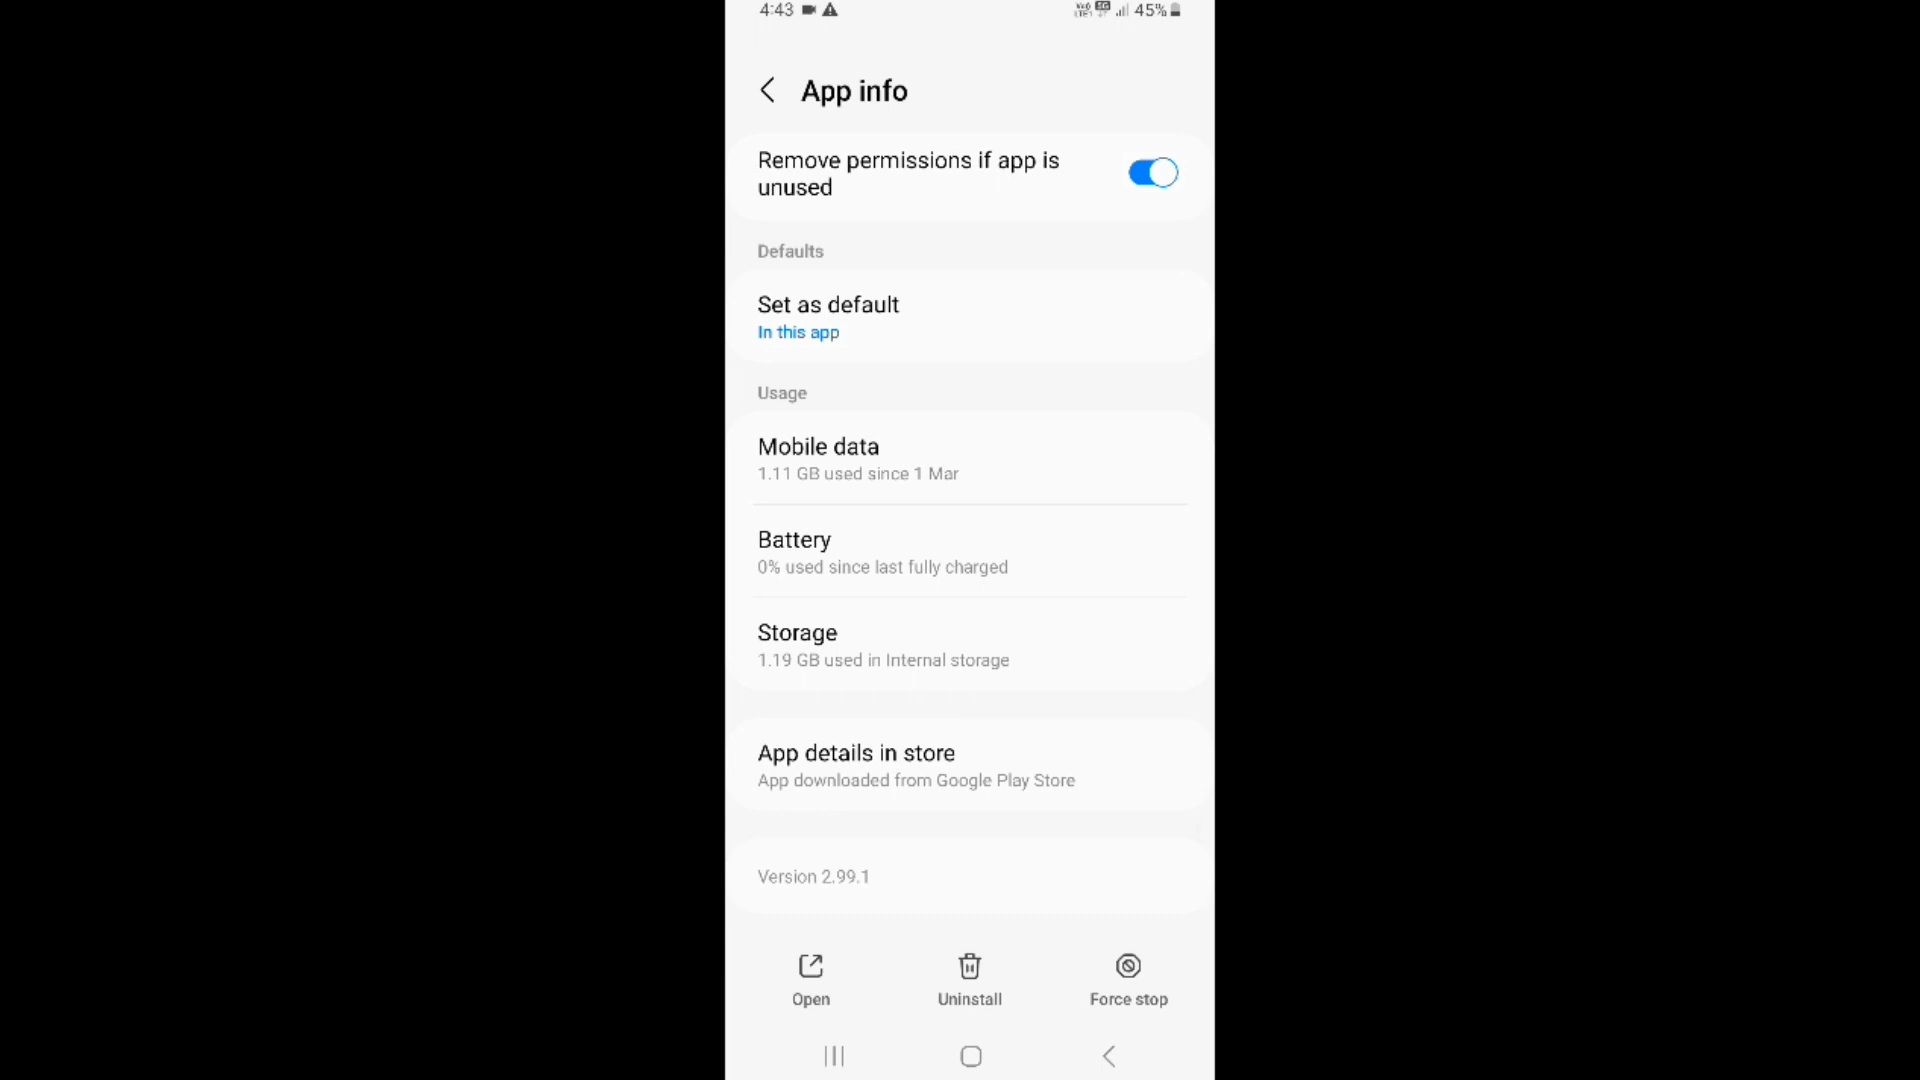 4:43
45%
App info
Remove permissions if app is
unused
Defaults
Set as default
In this app
Usage
Mobile data
1.11 GB used since 1 Mar
Battery
0% used since last fully charged
Storage
1.19 GB used in Internal storage
App details in store
App downloaded from Google Play Store
Version 2.99.1
Open
Uninstall
Force stop